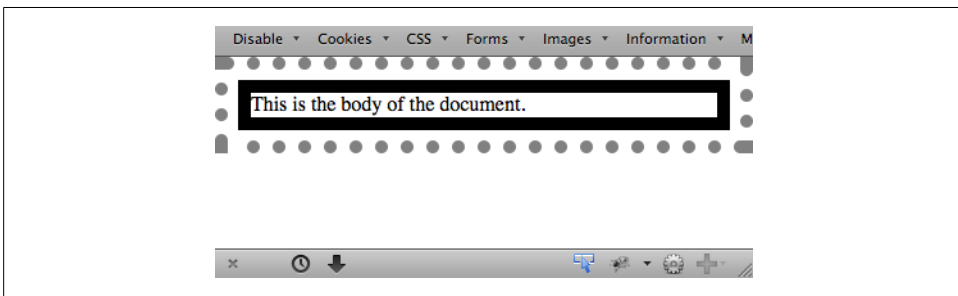 Disable Cookies CSS Forms Images Information M
This is the body of the document.